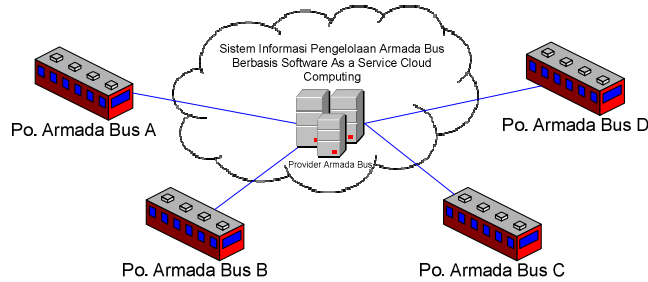 Sistem Informasi Pengelolaan Armada Bus
Berbasis Software As a Service Cloud
Computing
Provider Armada Bus
Po. Armada Bus A
Po. Armada Bus D
Po. Armada Bus B
Po. Armada Bus C